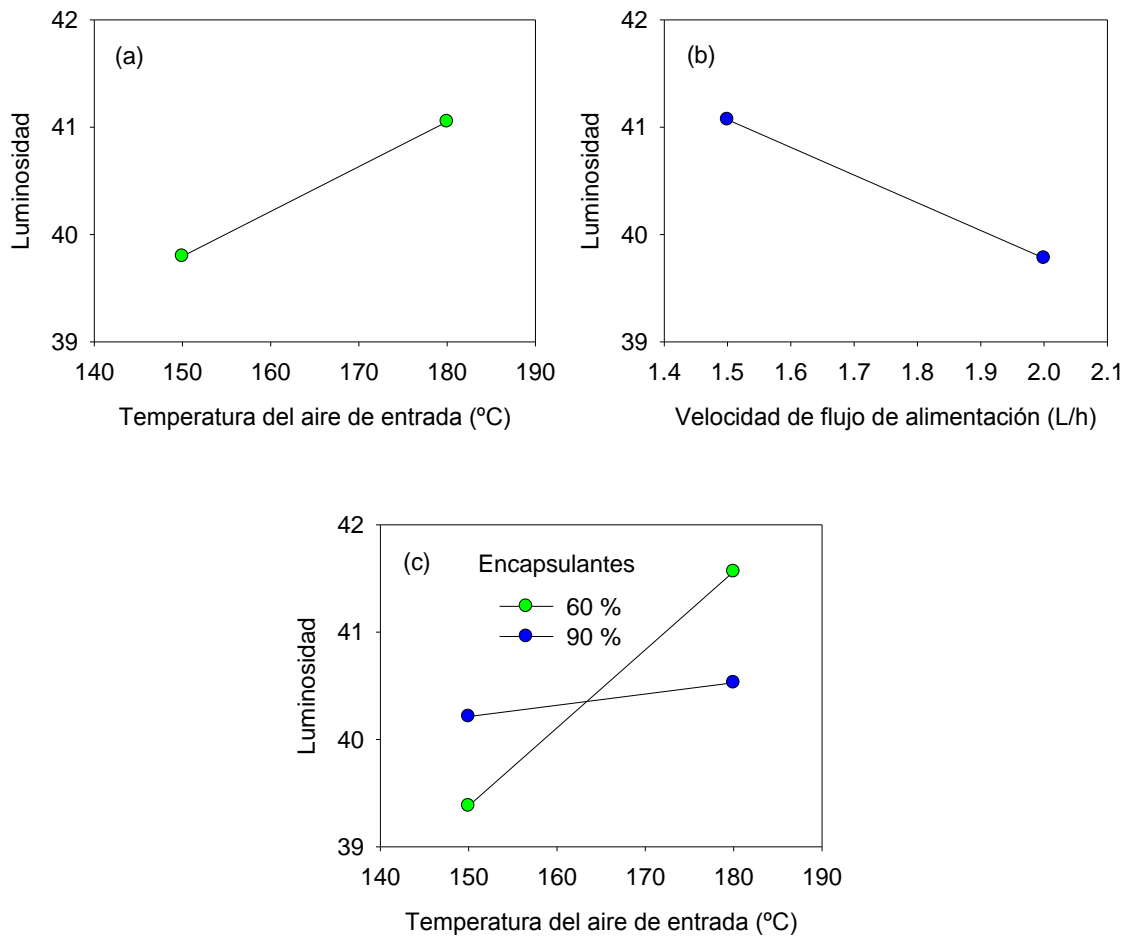 42
(a)
41
Luminosidad
40
39
140 150 160 170 180 190
Temperatura del aire de entrada (ºC)
42
(b)
41
Luminosidad
40
39
1.4 1.5 1.6 1.7 1.8 1.9 2.0 2.1
Velocidad de flujo de alimentación (L/h)
42
(c) Encapsulantes
60 %
41
90 %
Luminosidad
40
39
140 150 160 170 180 190
Temperatura del aire de entrada (ºC)